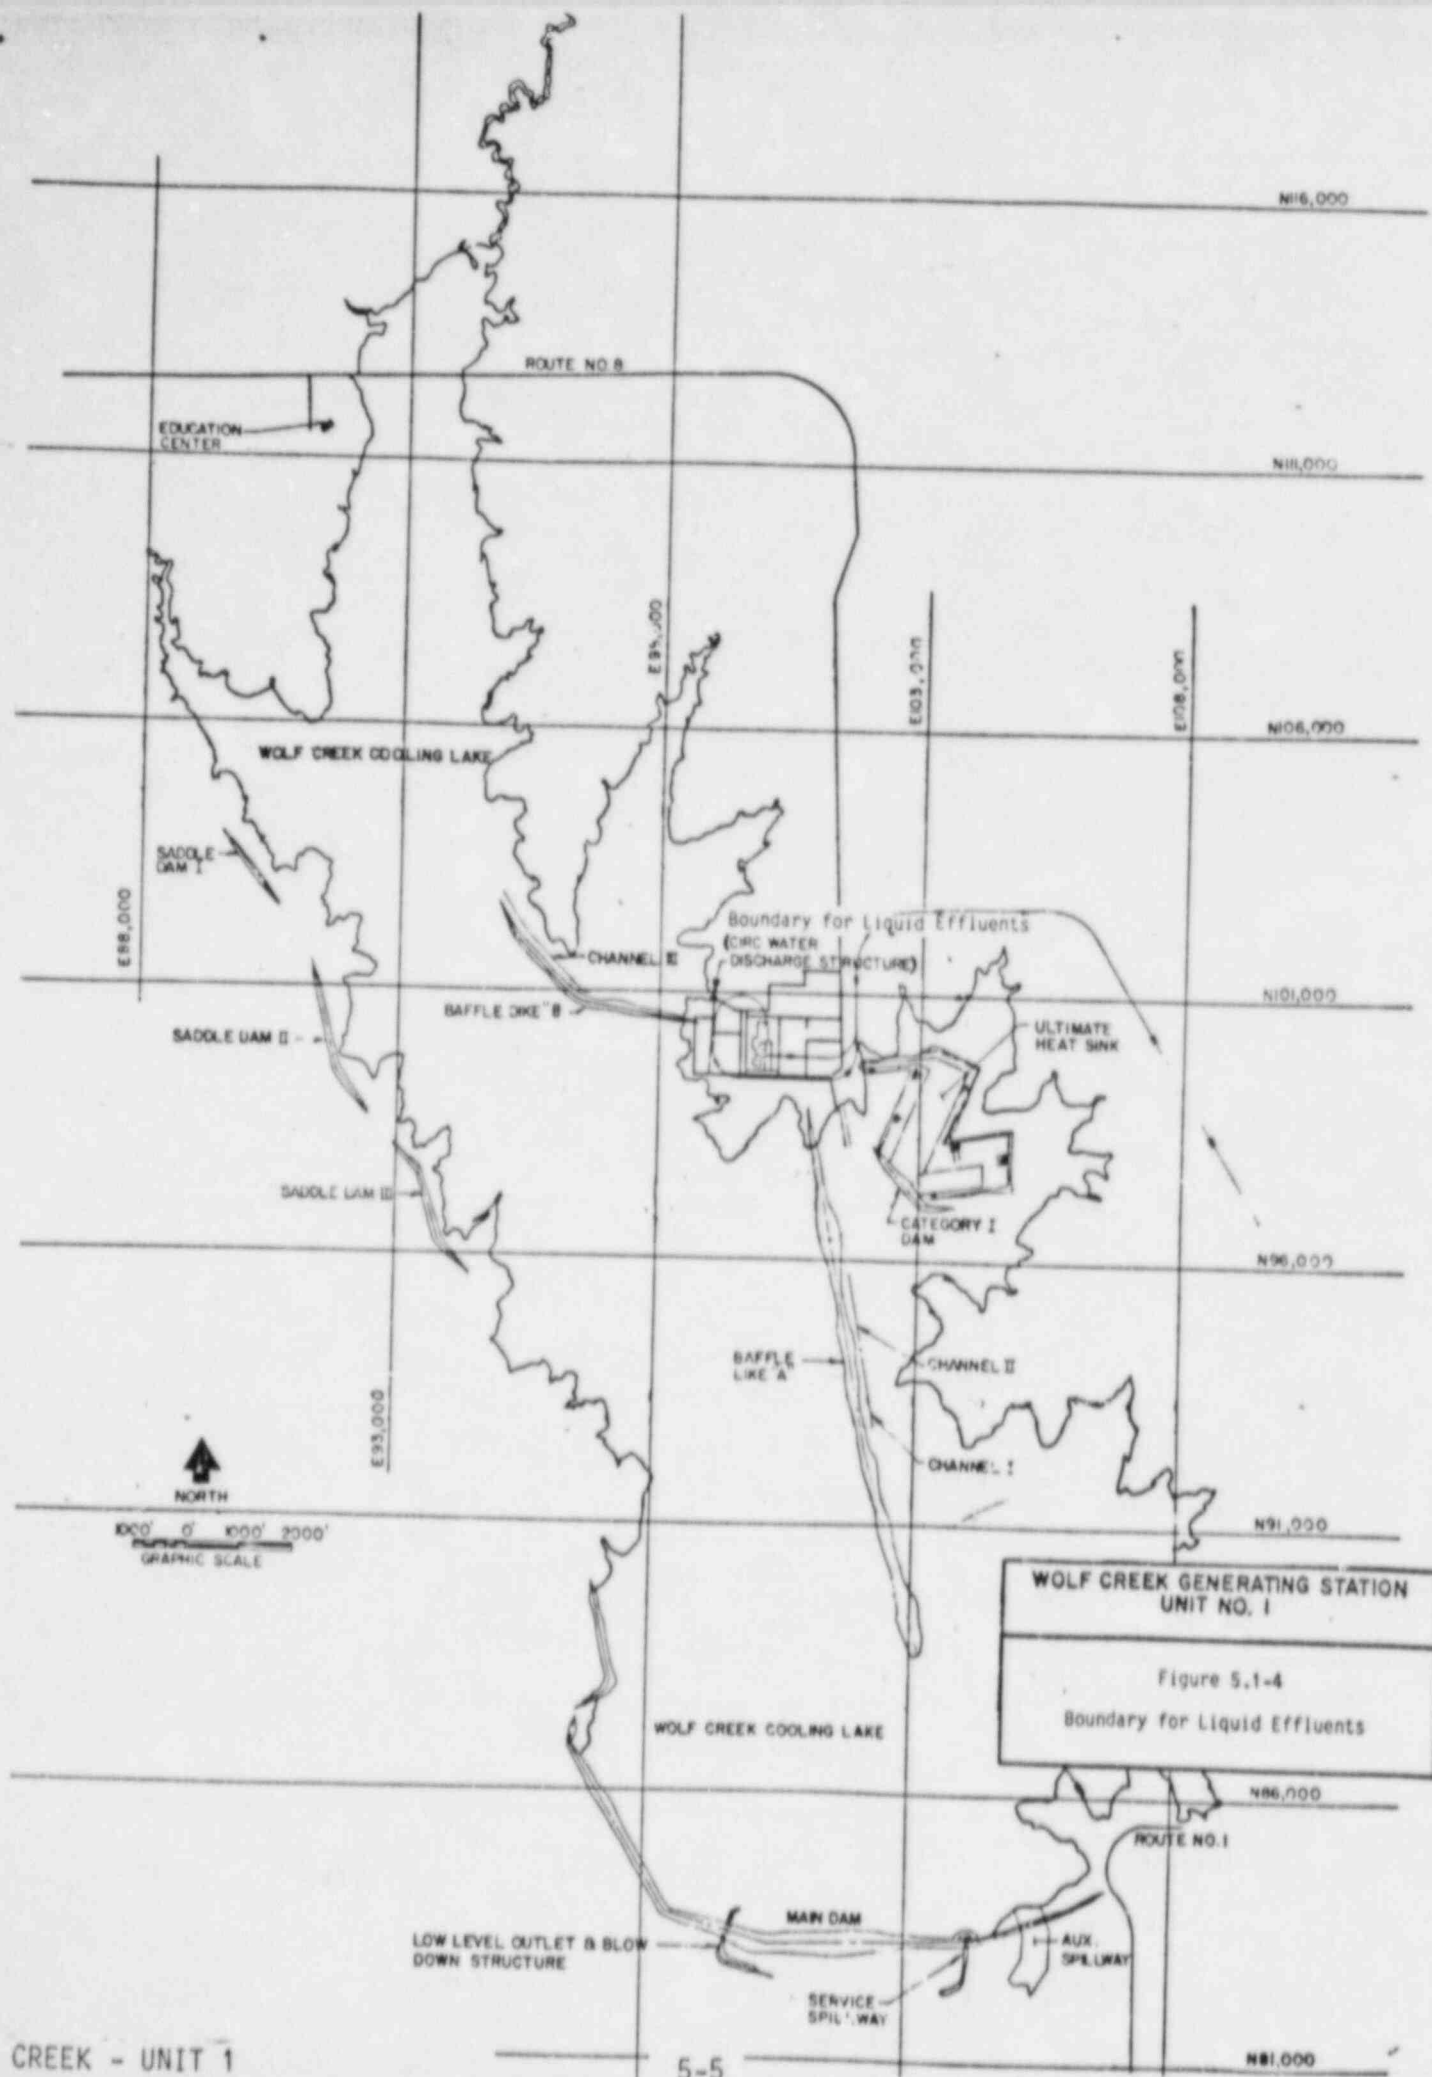 N116,000
ROUTE NO. 8
EDUCATION
CENTER
N111,000
E108,000
E103,000
N106,000
WOLF CREEK COOLING LAKE
SADDLE
DAM I
E88,000
Boundary for Liquid Effluents
(CIRC WATER
DISCHARGE STRUCTURE)
CHANNEL III
N101,000
BAFFLE DIKE "B
SADDLE DAM II
ULTIMATE
HEAT SINK
SADDLE DAM III
CATEGORY I
DAM
N96,000
BAFFLE
LIKE "A"
CHANNEL II
E93,000
CHANNEL I
NORTH
1000' 0' 1000' 2000'
GRAPHIC SCALE
N91,000
WOLF CREEK GENERATING STATION
UNIT NO. 1
Figure 5.1-4
Boundary for Liquid Effluents
WOLF CREEK COOLING LAKE
N86,000
ROUTE NO. 1
MAIN DAM
LOW LEVEL OUTLET & BLOW
DOWN STRUCTURE
AUX.
SPILLWAY
SERVICE
SPILLWAY
CREEK - UNIT 1
5-5
N81,000